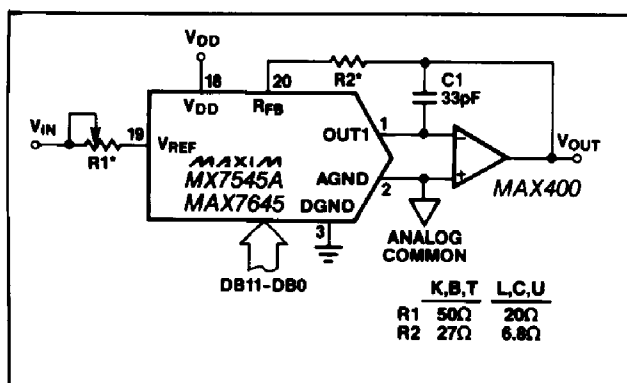 VDD
18
20
R2*
C1
33pF
VIN
R1*
19
VREF
VDD
RFB
OUT1
1
MAXIM
MX7545A
MAX7645
AGND
2
DGND
3
VOUT
MAX400
ANALOG
COMMON
DB11-DB0
K,B,T L,C,U
R1 50Ω 20Ω
R2 27Ω 6.8Ω
−
+